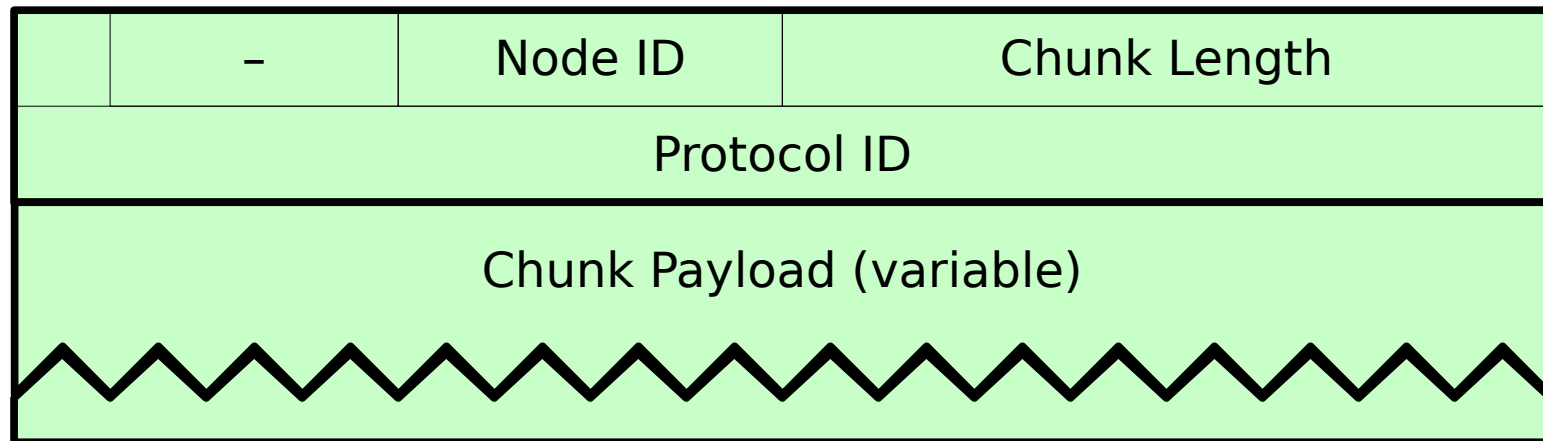 – Node ID Chunk Length
Protocol ID
Chunk Payload (variable)